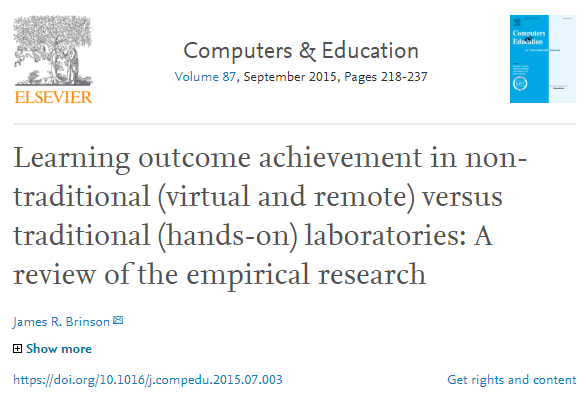 Computers & Education
Volume 87, September 2015, Pages 218-237
ELSEVIER
Computers
& Education
Learning outcome achievement in non-
traditional (virtual and remote) versus
traditional (hands-on) laboratories: A
review of the empirical research
James R. Brinson
Show more
https://doi.org/10.1016/j.compedu.2015.07.003
Get rights and content